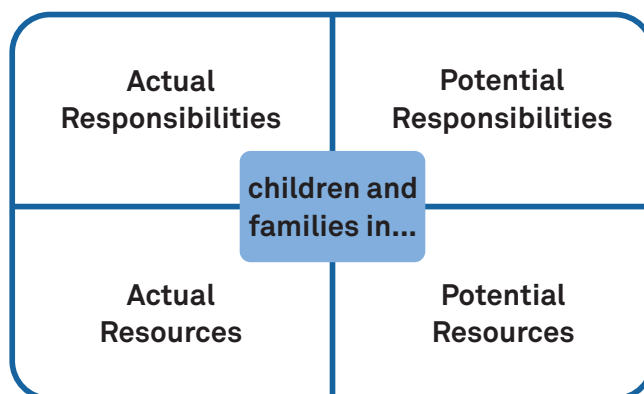 Actual
Responsibilities
Potential
Responsibilities
children and
families in...
Actual
Resources
Potential
Resources